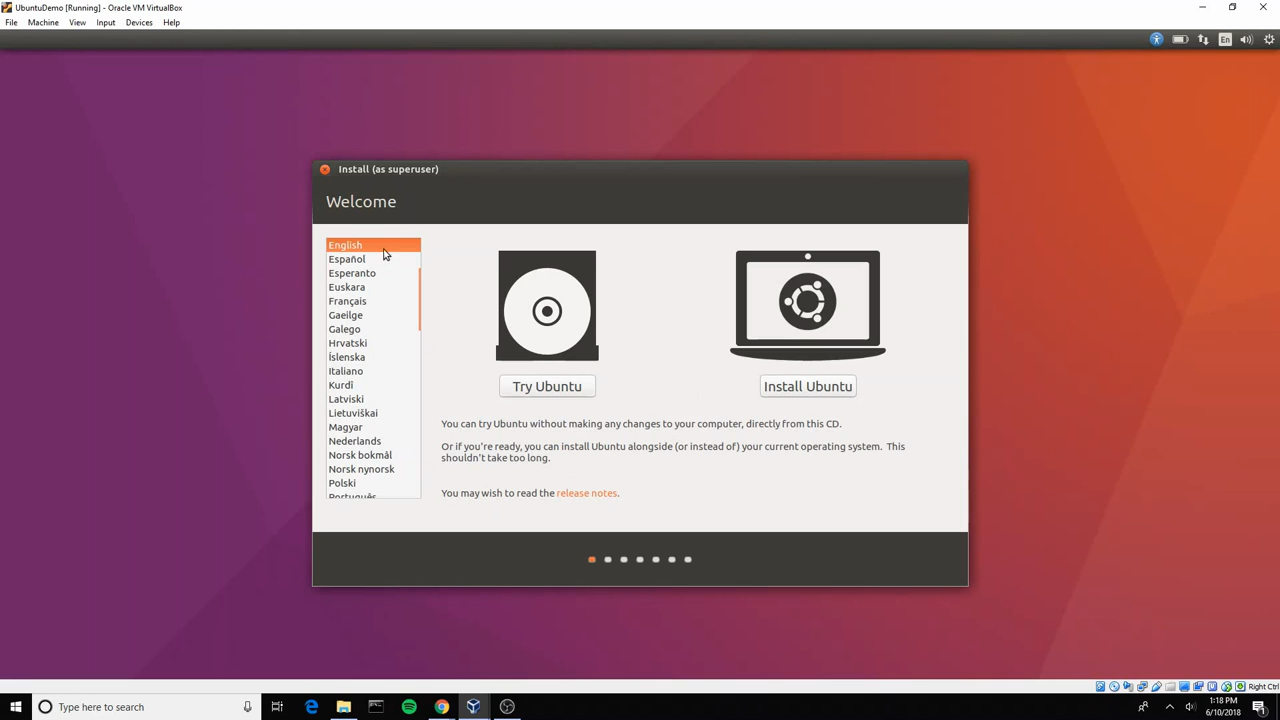 UbuntuDemo [Running] - Oracle VM VirtualBox
File Machine View Input Devices Help
En
Install (as superuser)
Welcome
English
Español
Esperanto
Euskara
Français
Gaeilge
Galego
Hrvatski
Íslenska
Italiano
Kurdî
Latviski
Lietuviškai
Magyar
Nederlands
Norsk bokmål
Norsk nynorsk
Polski
Português
Try Ubuntu
Install Ubuntu
You can try Ubuntu without making any changes to your computer, directly from this CD.
Or if you're ready, you can install Ubuntu alongside (or instead of) your current operating system. This
shouldn't take too long.
You may wish to read the release notes.
Right Ctrl
Type here to search
1:18 PM
6/10/2018
1